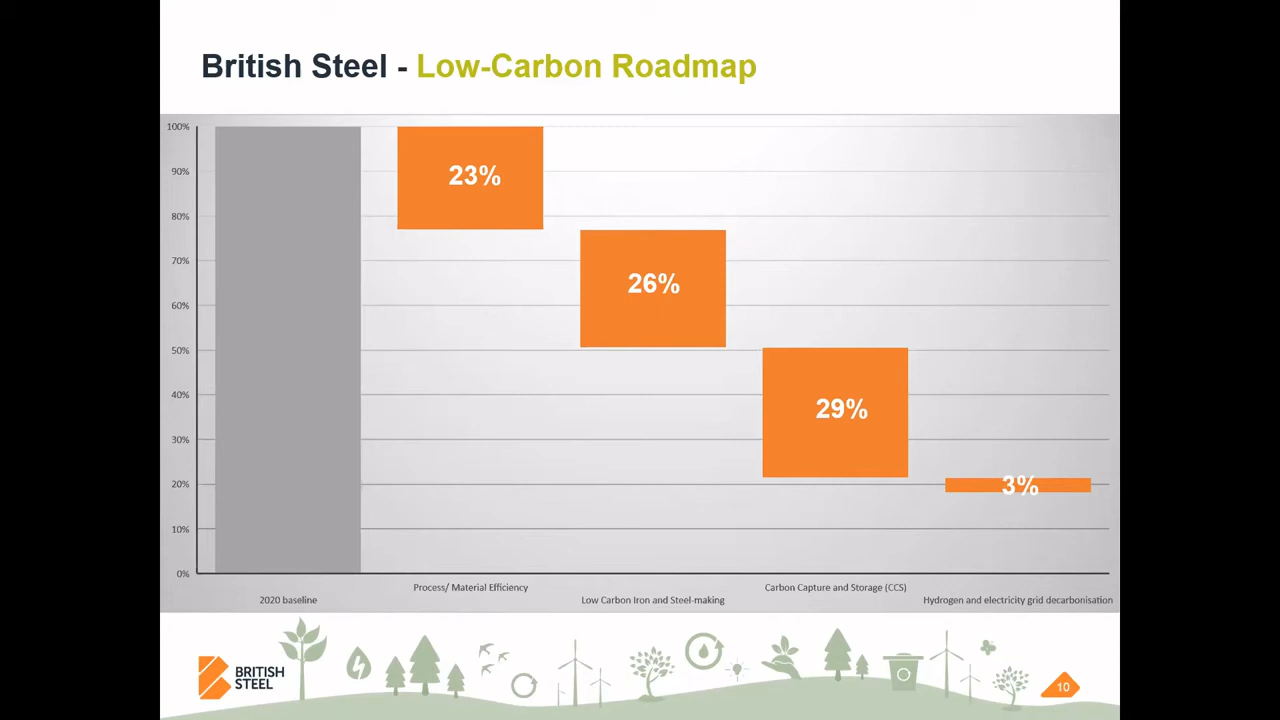 British Steel - Low-Carbon Roadmap
100%
90%
80%
70%
60%
50%
40%
30%
20%
10%
0%
23%
26%
29%
3%
2020 baseline
Process/ Material Efficiency
Low Carbon Iron and Steel-making
Carbon Capture and Storage (CCS)
Hydrogen and electricity grid decarbonisation
BRITISH
STEEL
10